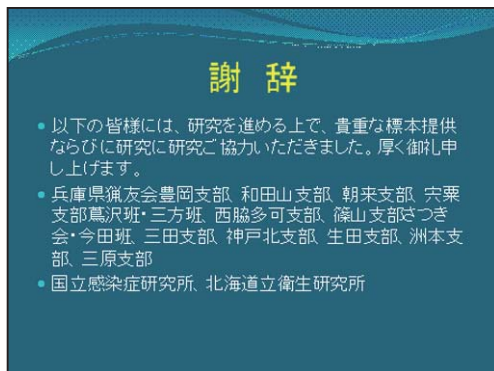 謝 辞
• 以下の皆様には、研究を進める上で、貴重な標本提供
ならびに研究に研究ご協力いただきました。厚く御礼申
し上げます。
• 兵庫県猟友会豊岡支部、和田山支部、朝来支部、宍粟
支部蔦沢班・三方班、西脇多可支部、篠山支部さつき
会・今田班、三田支部、神戸北支部、生田支部、洲本支
部、三原支部
• 国立感染症研究所、北海道立衛生研究所